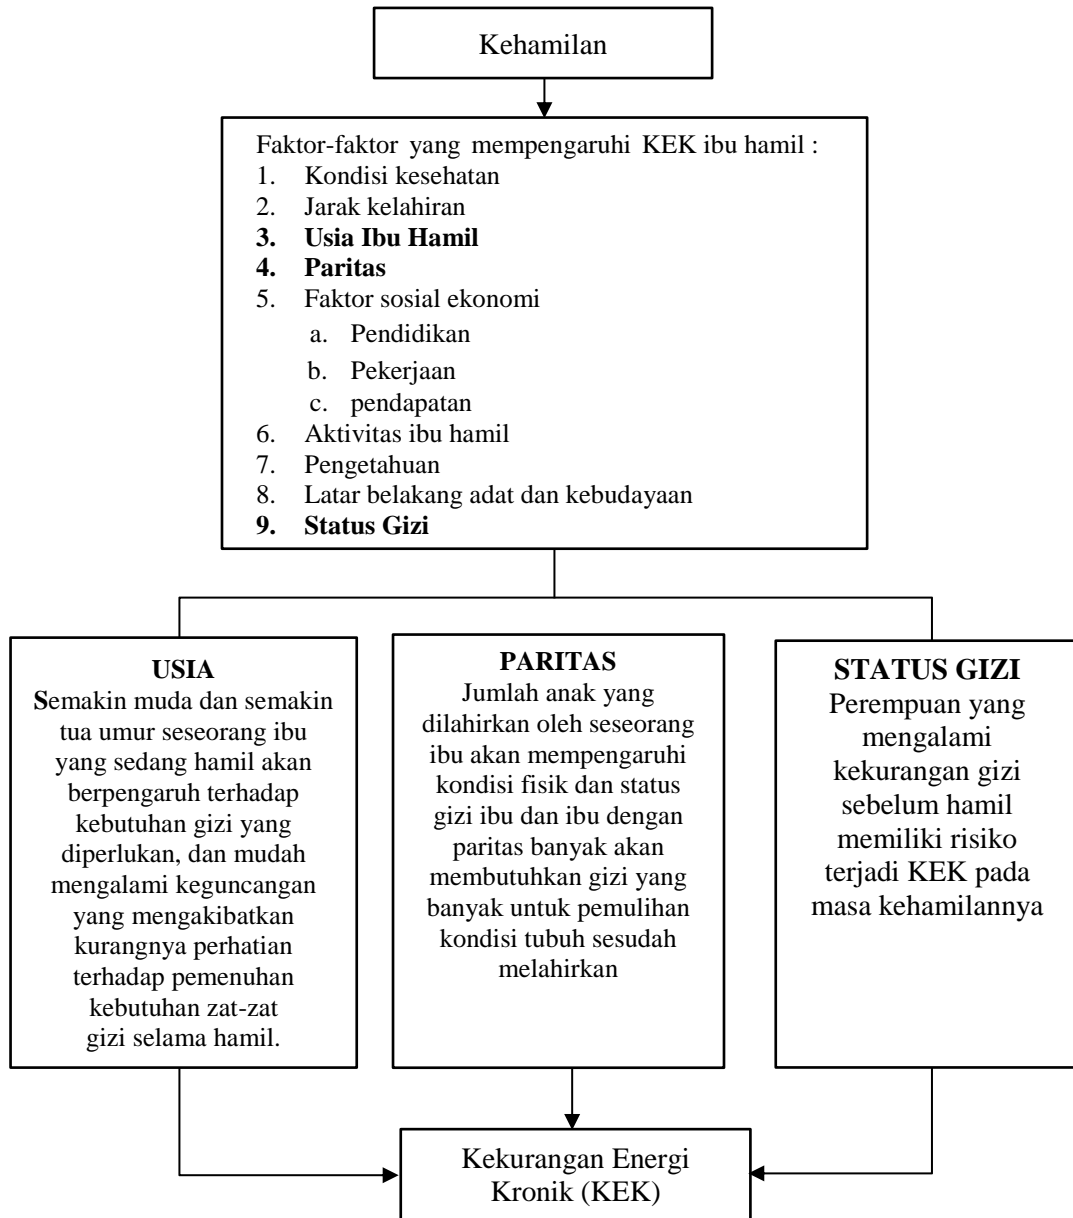 Kehamilan
Faktor-faktor yang mempengaruhi KEK ibu hamil :
1. Kondisi kesehatan
2. Jarak kelahiran
3. Usia Ibu Hamil
4. Paritas
5. Faktor sosial ekonomi
a. Pendidikan
b. Pekerjaan
c. pendapatan
6. Aktivitas ibu hamil
7. Pengetahuan
8. Latar belakang adat dan kebudayaan
9. Status Gizi
USIA
Semakin muda dan semakin
tua umur seseorang ibu
yang sedang hamil akan
berpengaruh terhadap
kebutuhan gizi yang
diperlukan, dan mudah
mengalami keguncangan
yang mengakibatkan
kurangnya perhatian
terhadap pemenuhan
kebutuhan zat-zat
gizi selama hamil.
PARITAS
Jumlah anak yang
dilahirkan oleh seseorang
ibu akan mempengaruhi
kondisi fisik dan status
gizi ibu dan ibu dengan
paritas banyak akan
membutuhkan gizi yang
banyak untuk pemulihan
kondisi tubuh sesudah
melahirkan
STATUS GIZI
Perempuan yang
mengalami
kekurangan gizi
sebelum hamil
memiliki risiko
terjadi KEK pada
masa kehamilannya
Kekurangan Energi
Kronik (KEK)